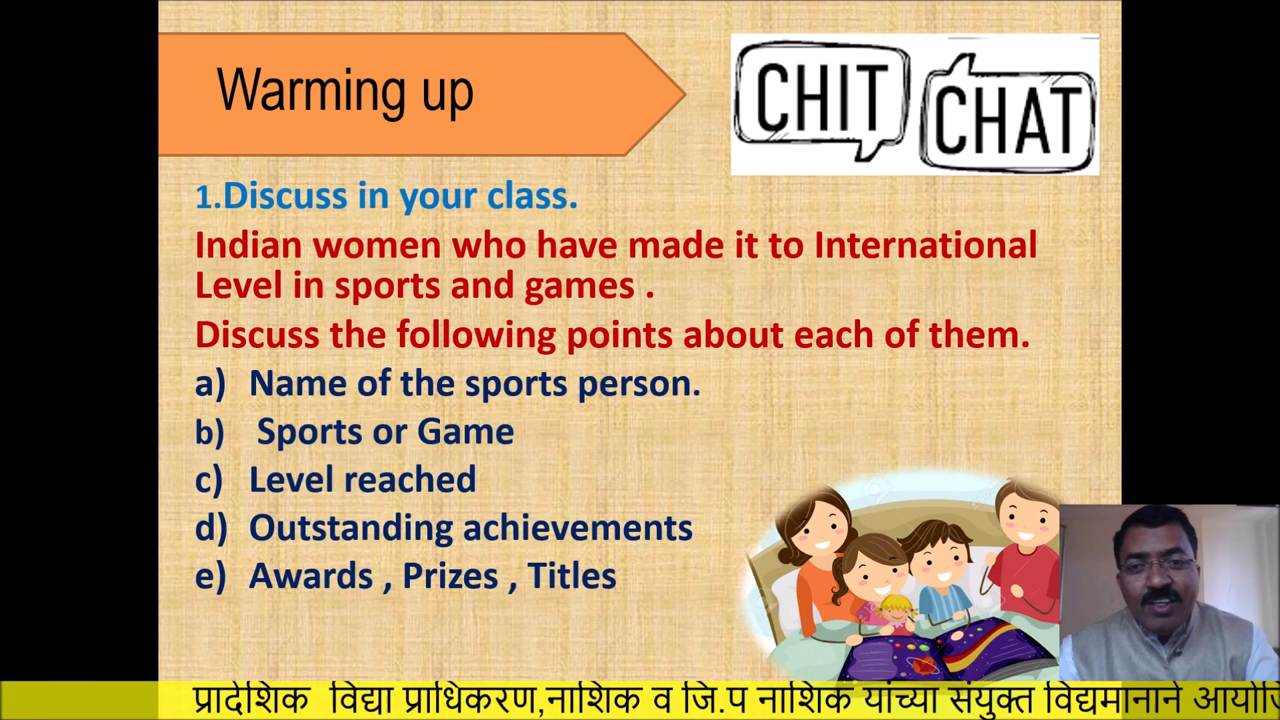 Warming up
CHIT
CHAT
1.Discuss in your class.
Indian women who have made it to International
Level in sports and games .
Discuss the following points about each of them.
a) Name of the sports person.
b) Sports or Game
c) Level reached
d) Outstanding achievements
e) Awards , Prizes , Titles
प्रादेशिक विद्या प्राधिकरण,नाशिक व जि.प नाशिक यांच्या संयुक्त विद्यमानाने